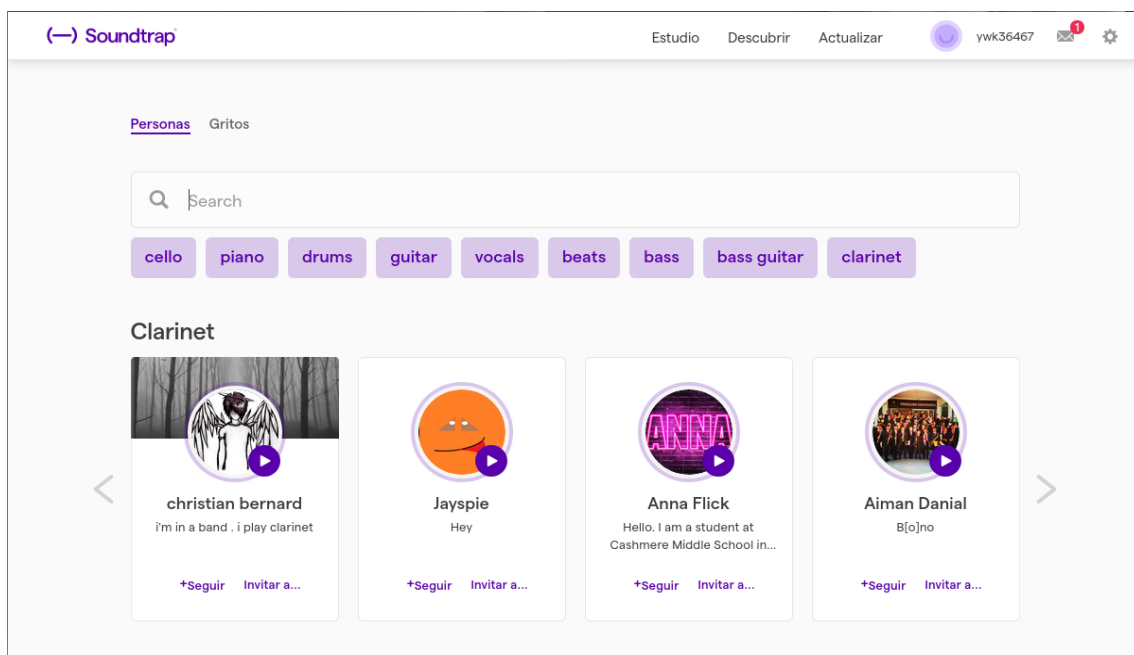 (—) Soundtrap
Estudio Descubrir Actualizar ywk36467 1
Personas Gritos
Search
cello piano drums guitar vocals beats bass bass guitar clarinet
Clarinet
ANNA
christian bernard Jayspie Anna Flick Aiman Danial
i'm in a band . i play clarinet Hey Hello. I am a student at B[o]no
Cashmere Middle School in...
+Seguir Invitar a... +Seguir Invitar a... +Seguir Invitar a... +Seguir Invitar a...